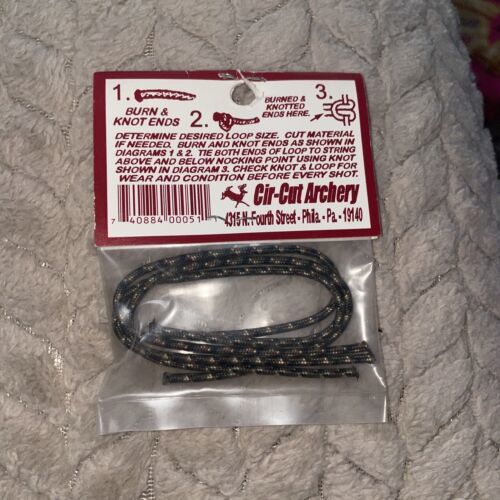 1.
BURN &
KNOT ENDS
2.
BURNED &
KNOTTED
ENDS HERE.
3.
DETERMINE DESIRED LOOP SIZE. CUT MATERIAL
IF NEEDED. BURN AND KNOT ENDS AS SHOWN IN
DIAGRAMS 1 & 2. TIE BOTH ENDS OF LOOP TO STRING
ABOVE AND BELOW NOCKING POINT USING KNOT
SHOWN IN DIAGRAM 3. CHECK KNOT & LOOP FOR
WEAR AND CONDITION BEFORE EVERY SHOT.
Cir-Cut Archery
4315 N. Fourth Street - Phila. - Pa. - 19140
7 40884 00051